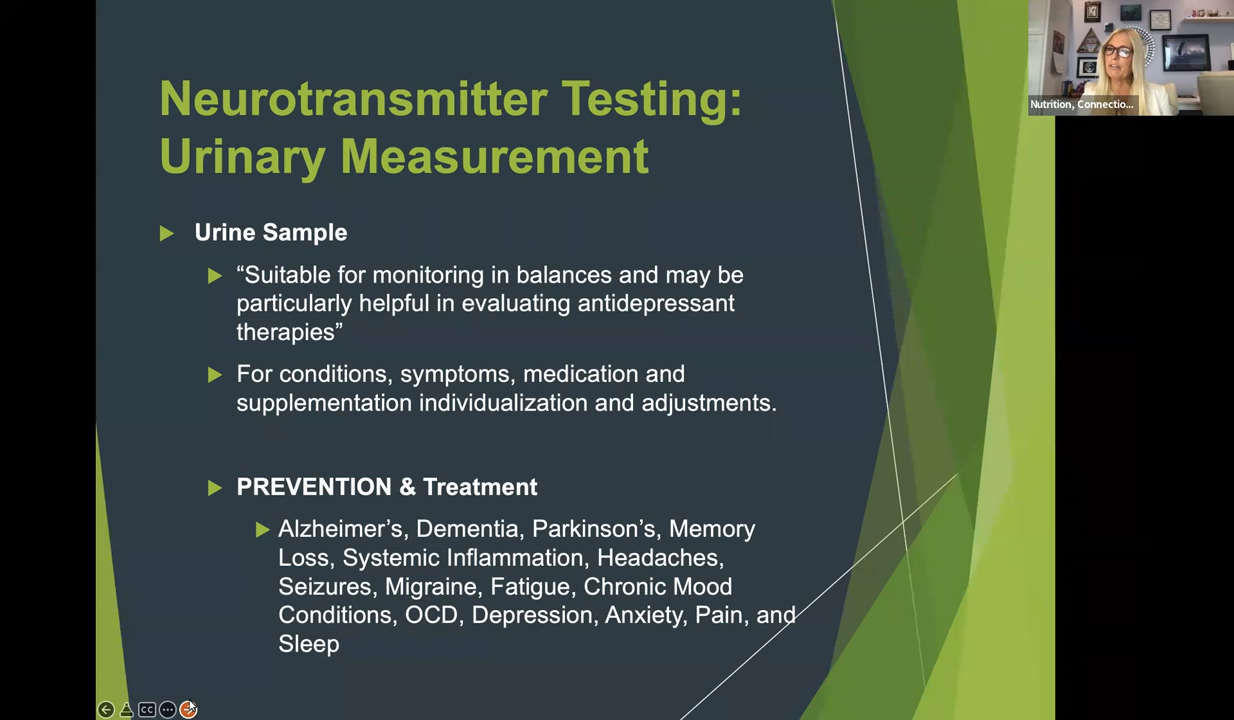 Neurotransmitter Testing:
Urinary Measurement
Nutrition, Connectio...
Urine Sample
“Suitable for monitoring in balances and may be
particularly helpful in evaluating antidepressant
therapies”
For conditions, symptoms, medication and
supplementation individualization and adjustments.
PREVENTION & Treatment
Alzheimer’s, Dementia, Parkinson’s, Memory
Loss, Systemic Inflammation, Headaches,
Seizures, Migraine, Fatigue, Chronic Mood
Conditions, OCD, Depression, Anxiety, Pain, and
Sleep
CC